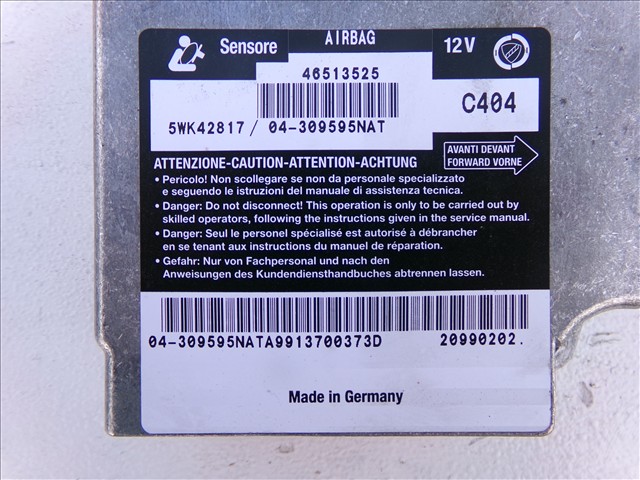 Sensore AIRBAG 12V
46513525
C404
5WK42817 / 04-309595NAT
AVANTI DEVANT
FORWARD VORNE
ATTENZIONE-CAUTION-ATTENTION-ACHTUNG
• Pericolo! Non scollegare se non da personale specializzato
e seguendo le istruzioni del manuale di assistenza tecnica.
• Danger: Do not disconnect! This operation is only to be carried out by
skilled operators, following the instructions given in the service manual.
• Danger: Seul le personel spécialisé est autorisé à débrancher
en se tenant aux instructions du manuel de réparation.
• Gefahr: Nur von Fachpersonal und nach den
Anweisungen des Kundendiensthandbuches abtrennen lassen.
04-309595NATA9913700373D 20990202.
Made in Germany